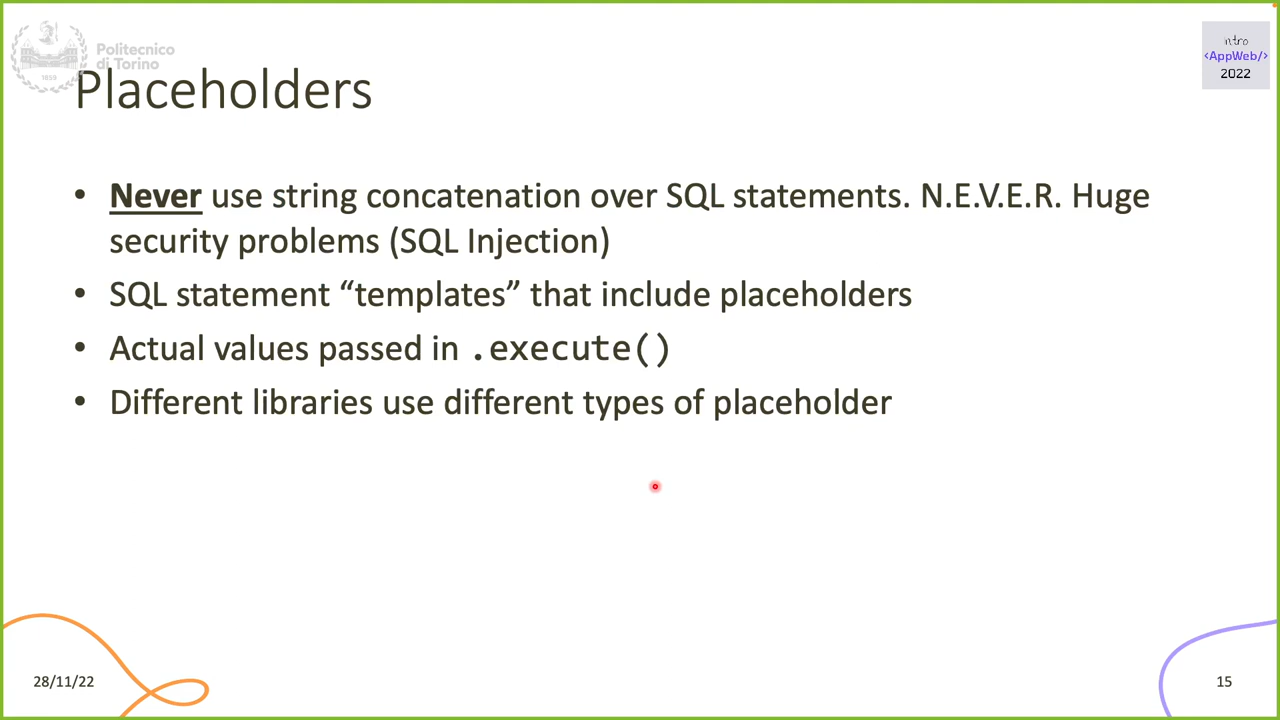 Politecnico
di Torino
1859
intro
<AppWeb/>
2022
Placeholders
• Never use string concatenation over SQL statements. N.E.V.E.R. Huge
security problems (SQL Injection)
• SQL statement “templates” that include placeholders
• Actual values passed in .execute()
• Different libraries use different types of placeholder
28/11/22
15